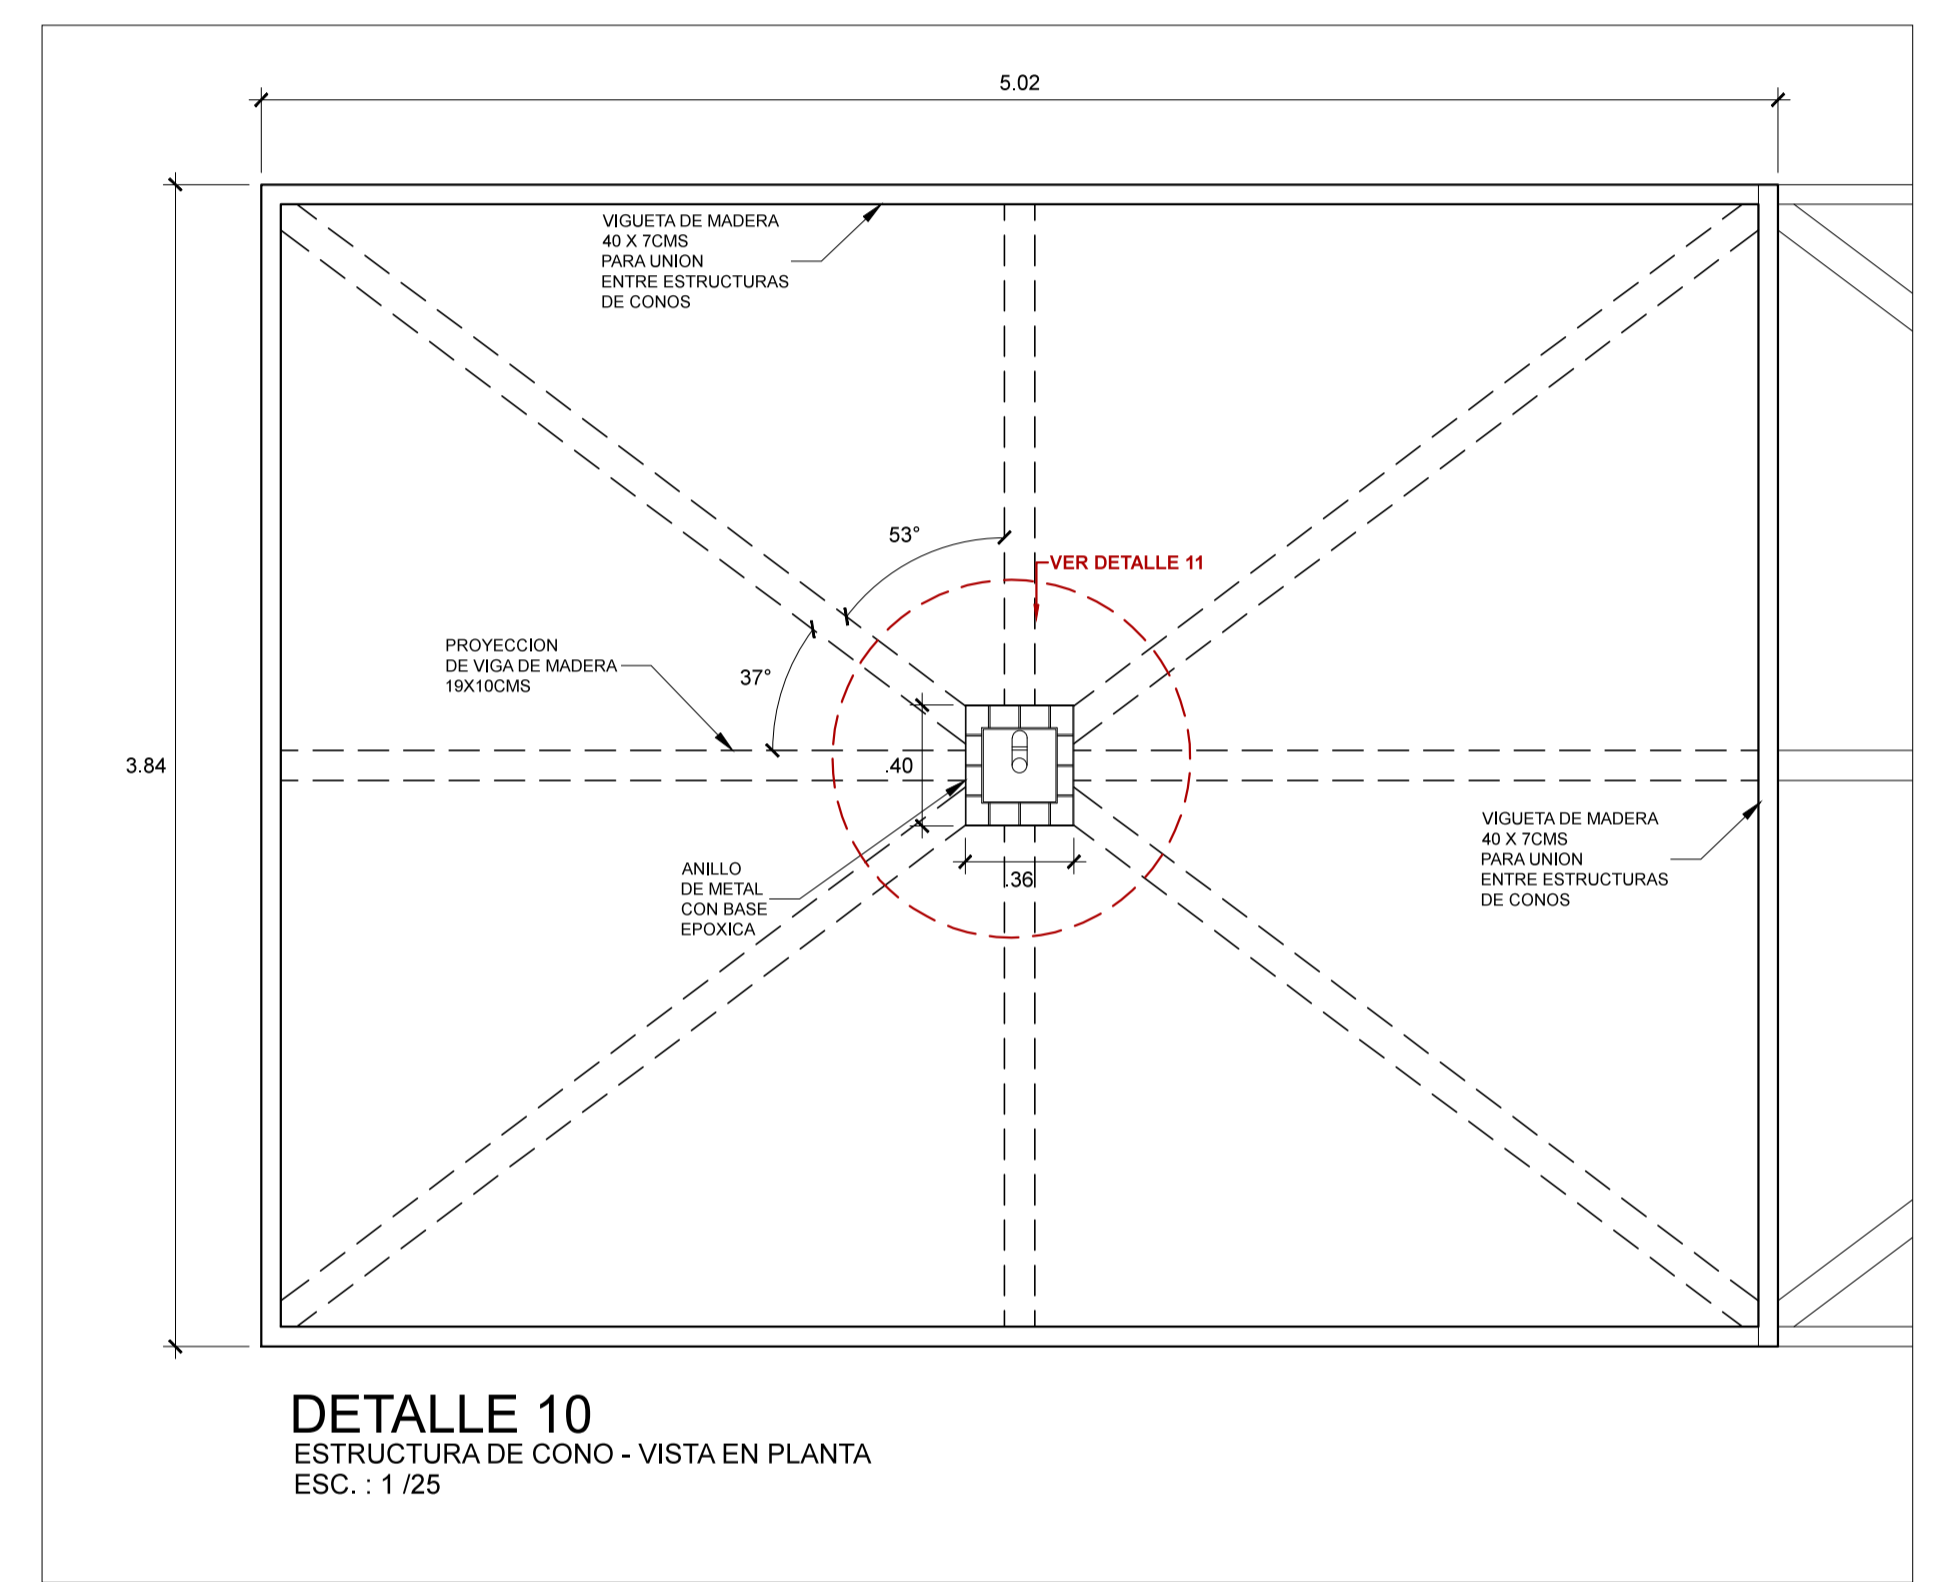 5.02
VIGUETA DE MADERA
40 X 7CMS
PARA UNION
ENTRE ESTRUCTURAS
DE CONOS
53°
VER DETALLE 11
PROYECCION
DE VIGA DE MADERA
19X10CMS
37°
3.84
.40
VIGUETA DE MADERA
40 X 7CMS
PARA UNION
ENTRE ESTRUCTURAS
DE CONOS
ANILLO
DE METAL
CON BASE
EPOXICA
.36
DETALLE 10
ESTRUCTURA DE CONO - VISTA EN PLANTA
ESC. : 1 /25